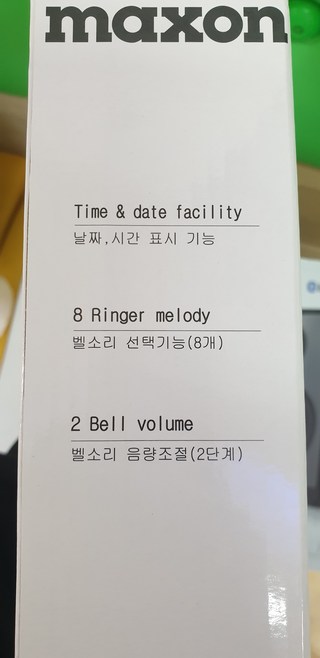 maxon
Time & date facility
날짜,시간 표시 기능
8 Ringer melody
벨소리 선택기능(8개)
2 Bell volume
벨소리 음량조절(2단계)